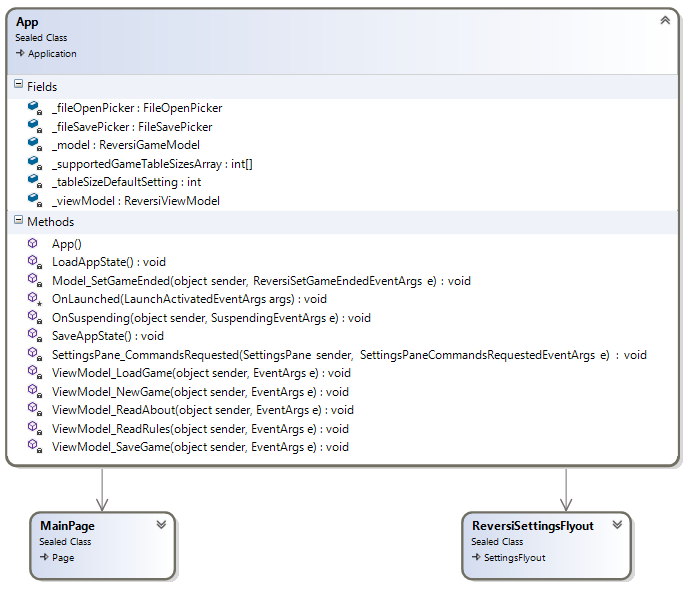 App
Sealed Class
Application
Fields
_fileOpenPicker : FileOpenPicker
_fileSavePicker : FileSavePicker
_model : ReversiGameModel
_supportedGameTableSizesArray : int[]
_tableSizeDefaultSetting : int
_viewModel : ReversiViewModel
Methods
App()
LoadAppState() : void
Model_SetGameEnded(object sender, ReversiSetGameEndedEventArgs e) : void
OnLaunched(LaunchActivatedEventArgs args) : void
OnSuspending(object sender, SuspendingEventArgs e) : void
SaveAppState() : void
SettingsPane_CommandsRequested(SettingsPane sender, SettingsPaneCommandsRequestedEventArgs e) : void
ViewModel_LoadGame(object sender, EventArgs e) : void
ViewModel_NewGame(object sender, EventArgs e) : void
ViewModel_ReadAbout(object sender, EventArgs e) : void
ViewModel_ReadRules(object sender, EventArgs e) : void
ViewModel_SaveGame(object sender, EventArgs e) : void
MainPage
Sealed Class
Page
ReversiSettingsFlyout
Sealed Class
SettingsFlyout